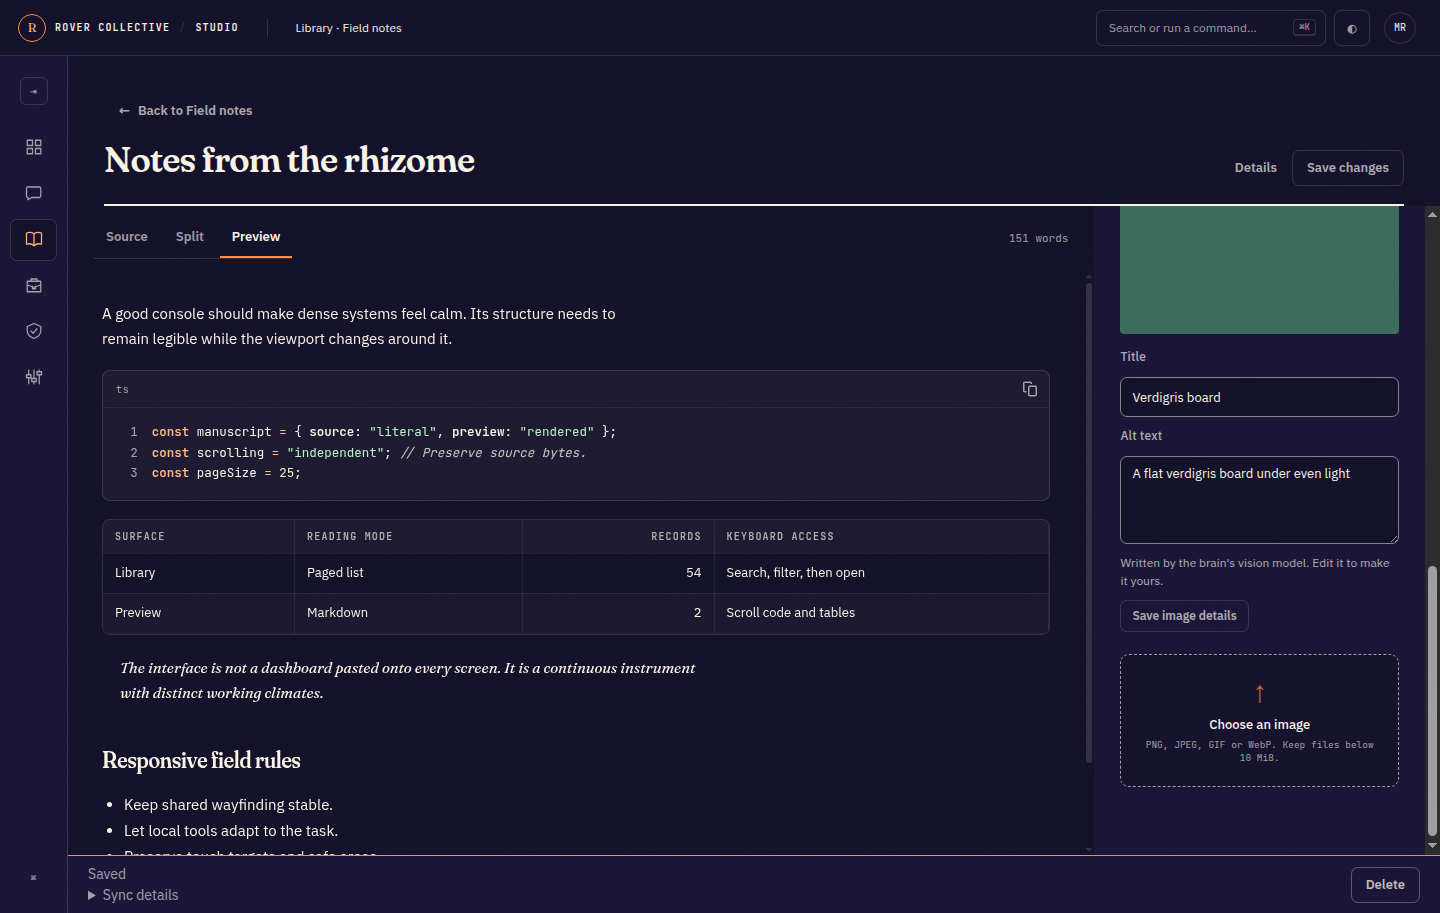 R ROVER COLLECTIVE / STUDIO
Library · Field notes
Search or run a command...
⌘K
MR
← Back to Field notes
Notes from the rhizome
Details
Save changes
Source
Split
Preview
151 words
A good console should make dense systems feel calm. Its structure needs to
remain legible while the viewport changes around it.
ts
1 const manuscript = { source: "literal", preview: "rendered" };
2 const scrolling = "independent"; // Preserve source bytes.
3 const pageSize = 25;
SURFACE READING MODE RECORDS KEYBOARD ACCESS
Library Paged list 54 Search, filter, then open
Preview Markdown 2 Scroll code and tables
The interface is not a dashboard pasted onto every screen. It is a continuous instrument
with distinct working climates.
Responsive field rules
• Keep shared wayfinding stable.
• Let local tools adapt to the task.
• Preserve touch targets and safe areas.
Title
Verdigris board
Alt text
A flat verdigris board under even light
Written by the brain's vision model. Edit it to make
it yours.
Save image details
↑
Choose an image
PNG, JPEG, GIF or WebP. Keep files below
10 MiB.
⌘
Saved
▶ Sync details
Delete